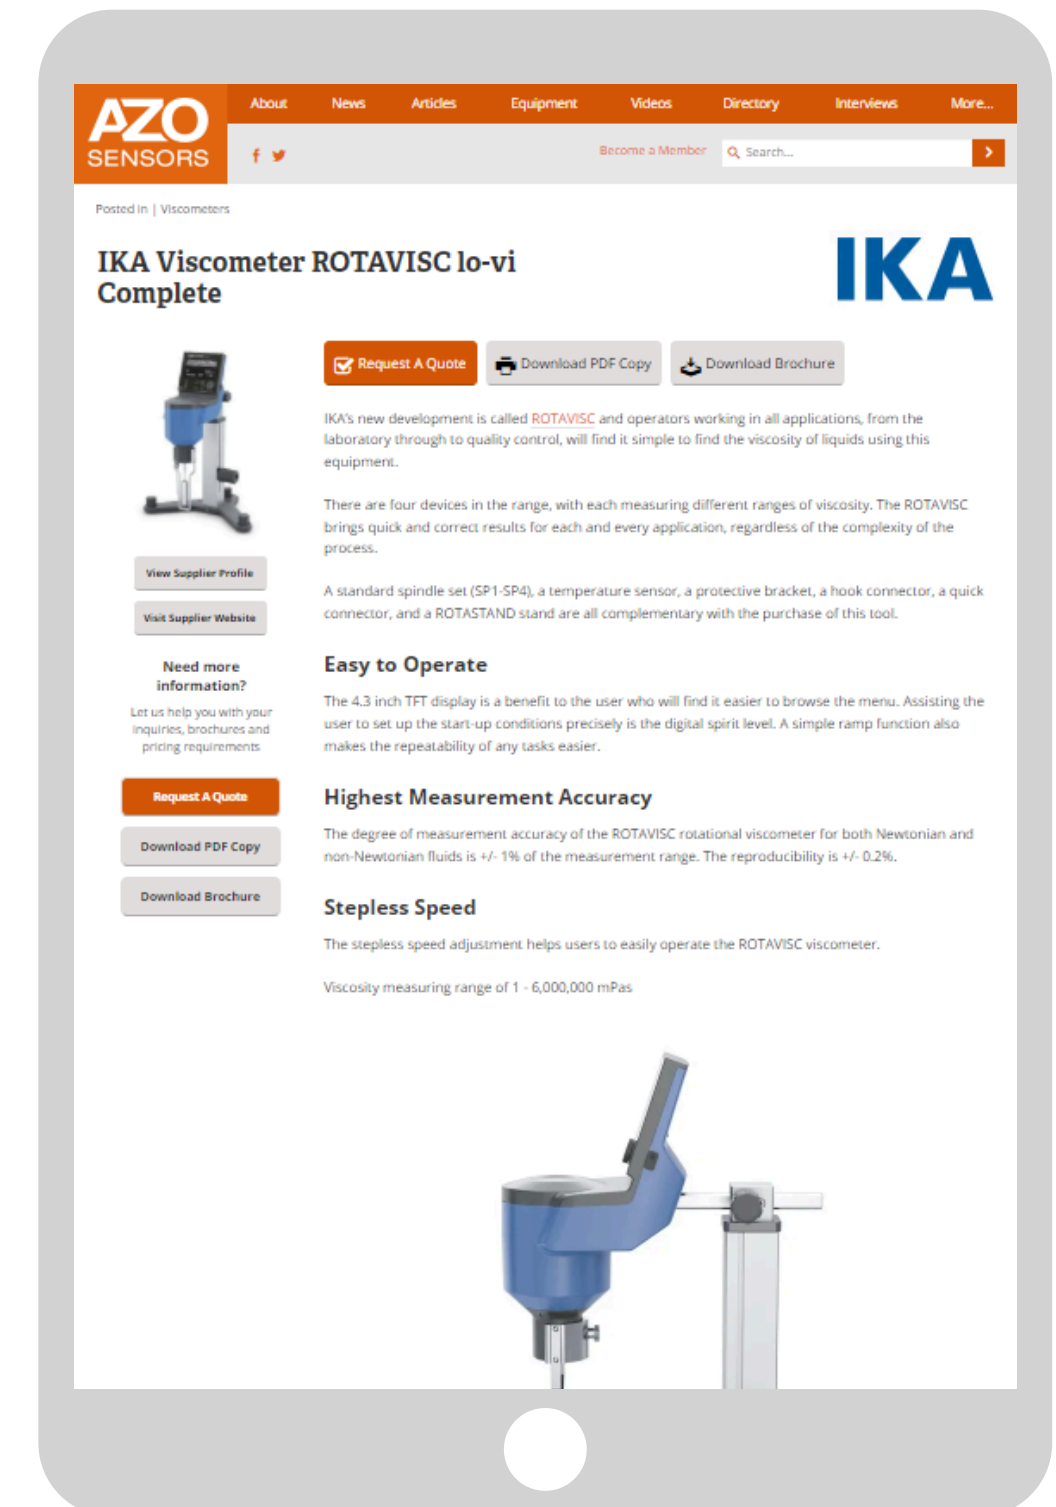 AZO
SENSORS
About News Articles Equipment Videos Directory Interviews More...
Become a Member Search...
Posted in | Viscometers
IKA Viscometer ROTAVISC lo-vi
Complete
IKA
Request A Quote Download PDF Copy Download Brochure
IKA's new development is called ROTAVISC and operators working in all applications, from the
laboratory through to quality control, will find it simple to find the viscosity of liquids using this
equipment.
There are four devices in the range, with each measuring different ranges of viscosity. The ROTAVISC
brings quick and correct results for each and every application, regardless of the complexity of the
process.
A standard spindle set (SP1-SP4), a temperature sensor, a protective bracket, a hook connector, a quick
connector, and a ROTASTAND stand are all complementary with the purchase of this tool.
View Supplier Profile
Visit Supplier Website
Need more
information?
Let us help you with your
inquiries, brochures and
pricing requirements
Request A Quote
Download PDF Copy
Download Brochure
Easy to Operate
The 4.3 inch TFT display is a benefit to the user who will find it easier to browse the menu. Assisting the
user to set up the start-up conditions precisely is the digital spirit level. A simple ramp function also
makes the repeatability of any tasks easier.
Highest Measurement Accuracy
The degree of measurement accuracy of the ROTAVISC rotational viscometer for both Newtonian and
non-Newtonian fluids is +/- 1% of the measurement range. The reproducibility is +/- 0.2%.
Stepless Speed
The stepless speed adjustment helps users to easily operate the ROTAVISC viscometer.
Viscosity measuring range of 1 - 6,000,000 mPas